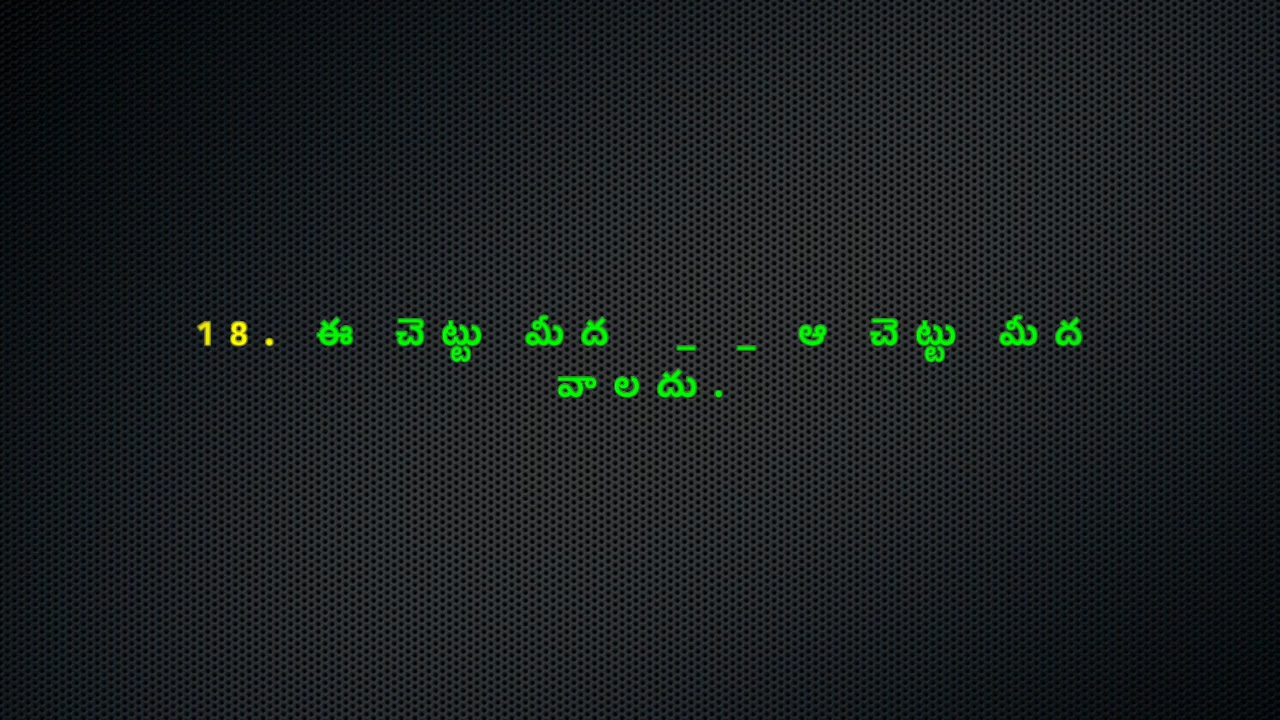 18. ఈ చెట్టు మీద _ _ ఆ చెట్టు మీద
వాలదు.